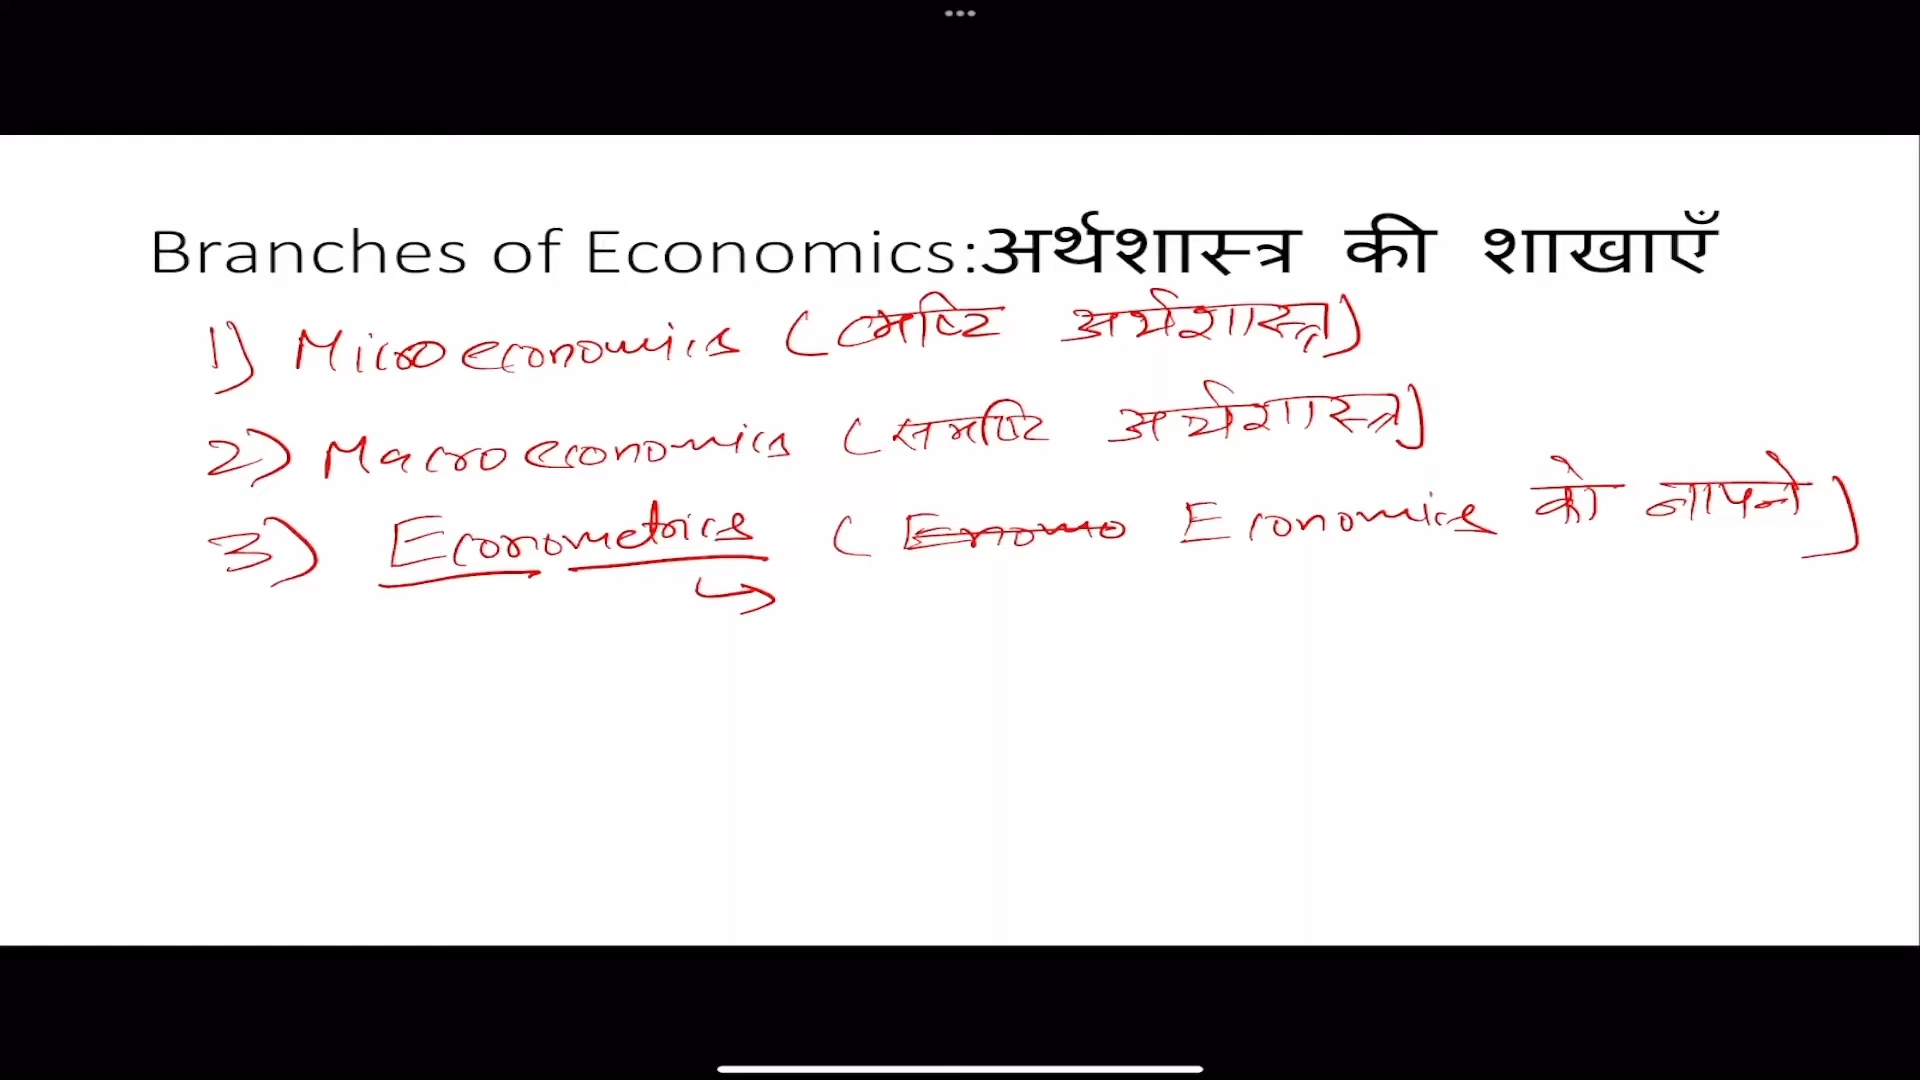 Branches of Economics:अर्थशास्त्र की शाखाएँ
1) Microeconomics (व्यष्टि अर्थशास्त्र)
2) Macroeconomics (समष्टि अर्थशास्त्र)
3) Econometrics ( Economics को नापने)